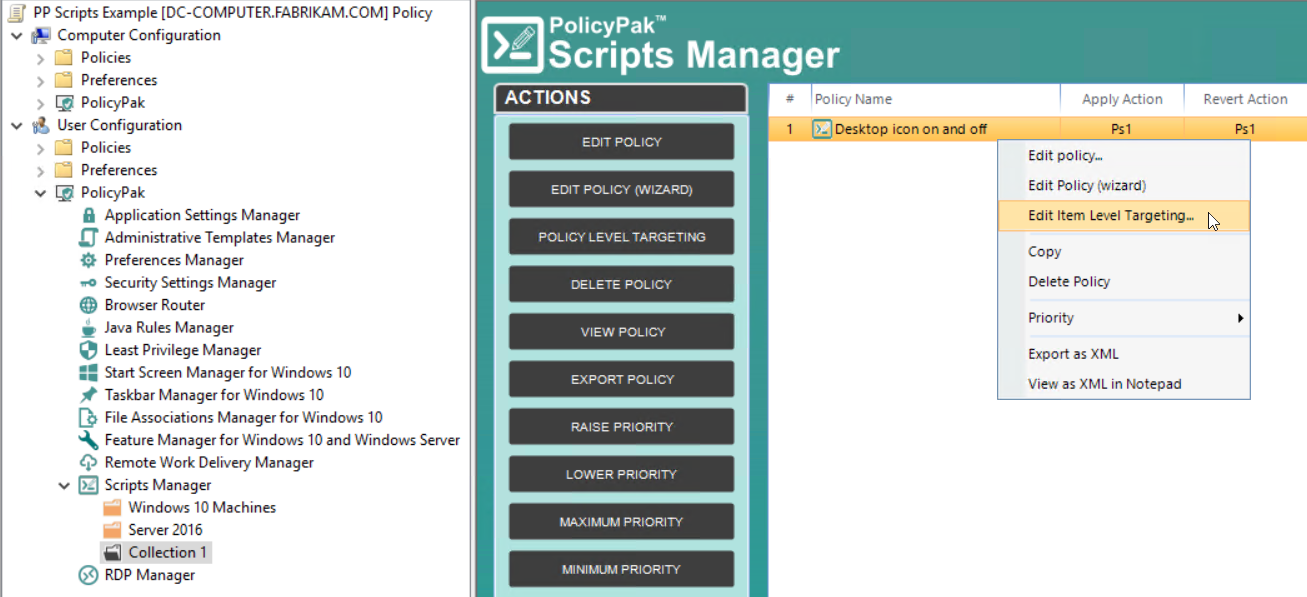 PP Scripts Example [DC-COMPUTER.FABRIKAM.COM] Policy
Computer Configuration
Policies
Preferences
PolicyPak
User Configuration
Policies
Preferences
PolicyPak
Application Settings Manager
Administrative Templates Manager
Preferences Manager
Security Settings Manager
Browser Router
Java Rules Manager
Least Privilege Manager
Start Screen Manager for Windows 10
Taskbar Manager for Windows 10
File Associations Manager for Windows 10
Feature Manager for Windows 10 and Windows Server
Remote Work Delivery Manager
Scripts Manager
Windows 10 Machines
Server 2016
Collection 1
RDP Manager
PolicyPak™
Scripts Manager
ACTIONS
EDIT POLICY
EDIT POLICY (WIZARD)
POLICY LEVEL TARGETING
DELETE POLICY
VIEW POLICY
EXPORT POLICY
RAISE PRIORITY
LOWER PRIORITY
MAXIMUM PRIORITY
MINIMUM PRIORITY
# Policy Name Apply Action Revert Action
1 Desktop icon on and off Ps1 Ps1
Edit policy...
Edit Policy (wizard)
Edit Item Level Targeting...
Copy
Delete Policy
Priority
Export as XML
View as XML in Notepad